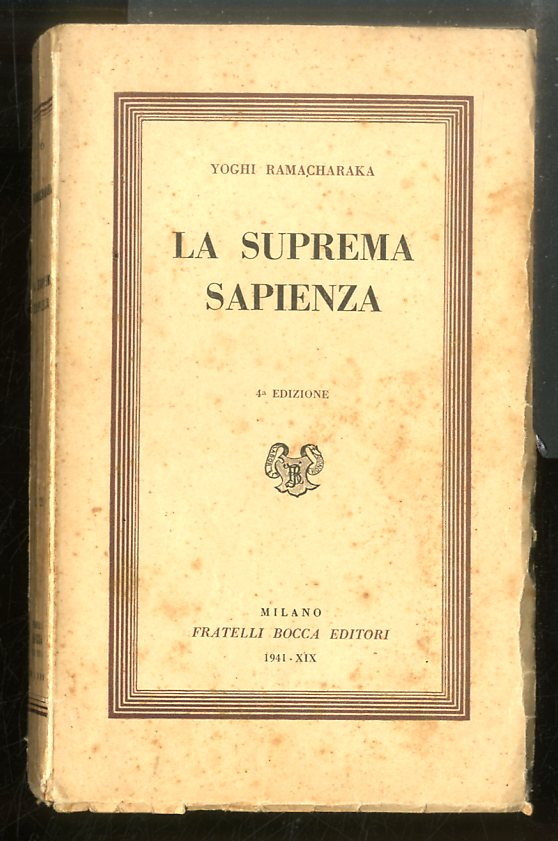 YOGHI RAMACHARAKA
LA SUPREMA
SAPIENZA
4ª EDIZIONE
MILANO
FRATELLI BOCCA EDITORI
1941 - XIX